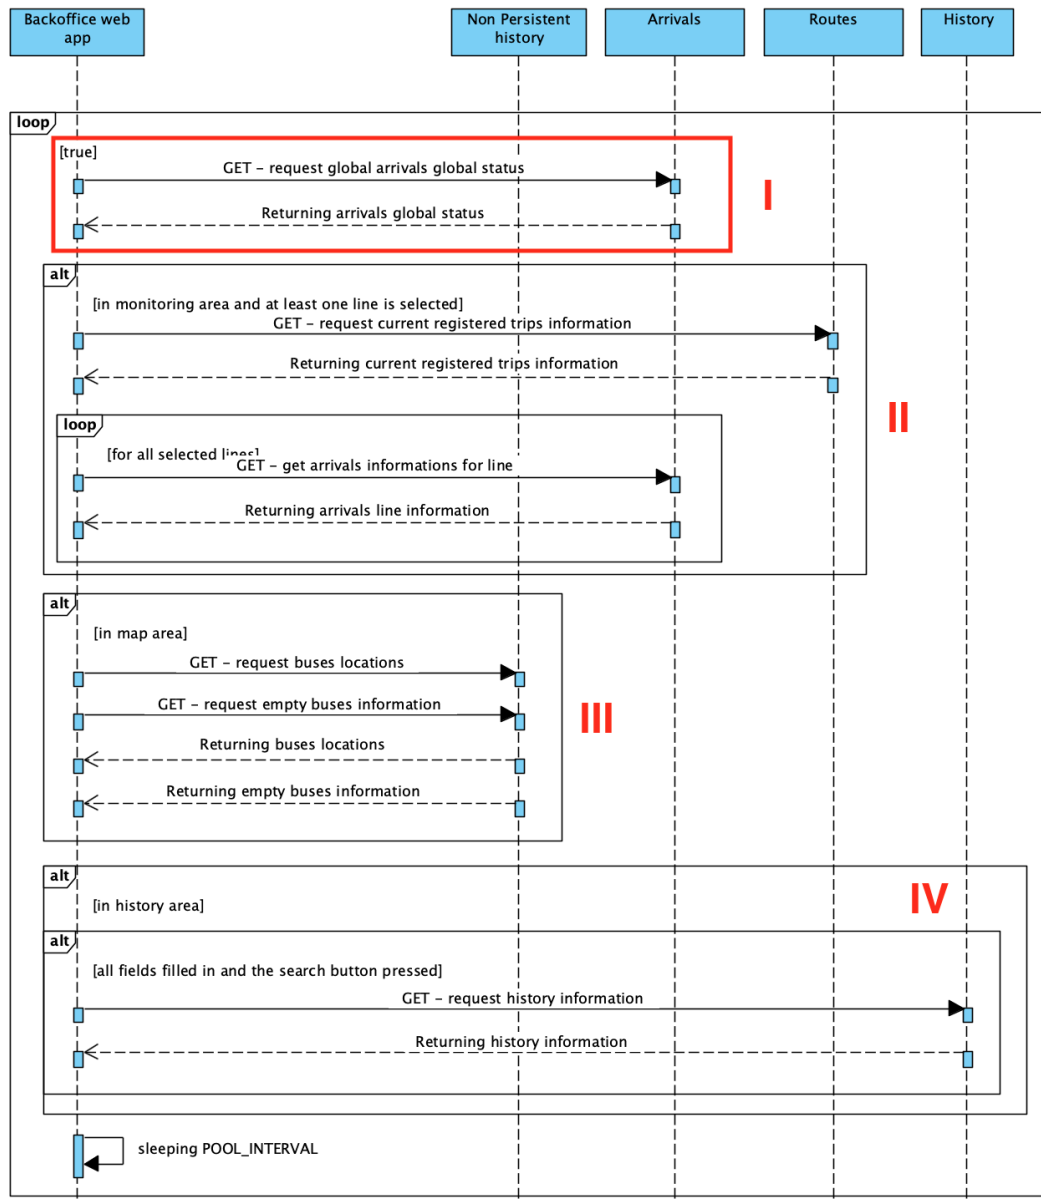 Backoffice web
app
Non Persistent
history
Arrivals
Routes
History
loop
[true]
GET – request global arrivals global status
I
Returning arrivals global status
alt
[in monitoring area and at least one line is selected]
GET – request current registered trips information
Returning current registered trips information
II
loop
[for all selected lines]
GET – get arrivals informations for line
Returning arrivals line information
alt
[in map area]
GET – request buses locations
GET – request empty buses information
III
Returning buses locations
Returning empty buses information
alt
IV
[in history area]
alt
[all fields filled in and the search button pressed]
GET – request history information
Returning history information
sleeping POOL_INTERVAL